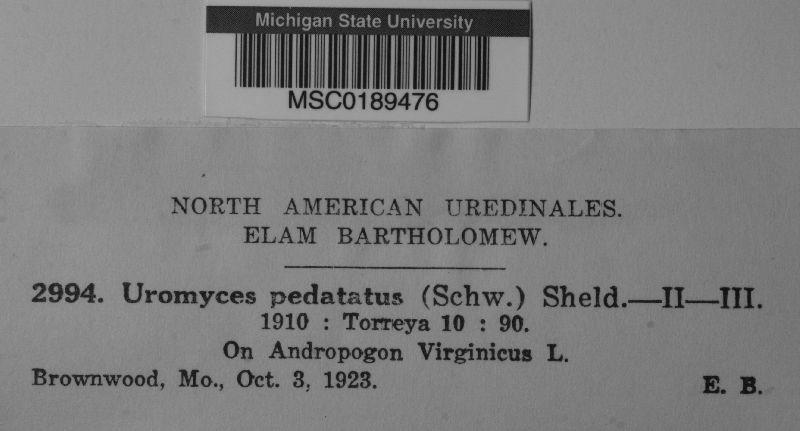 Michigan State University
MSC0189476
NORTH AMERICAN UREDINALES.
ELAM BARTHOLOMEW.
2994. Uromyces pedatatus (Schw.) Sheld.—II—III.
1910 : Torreya 10 : 90.
On Andropogon Virginicus L.
Brownwood, Mo., Oct. 3, 1923. E. B.